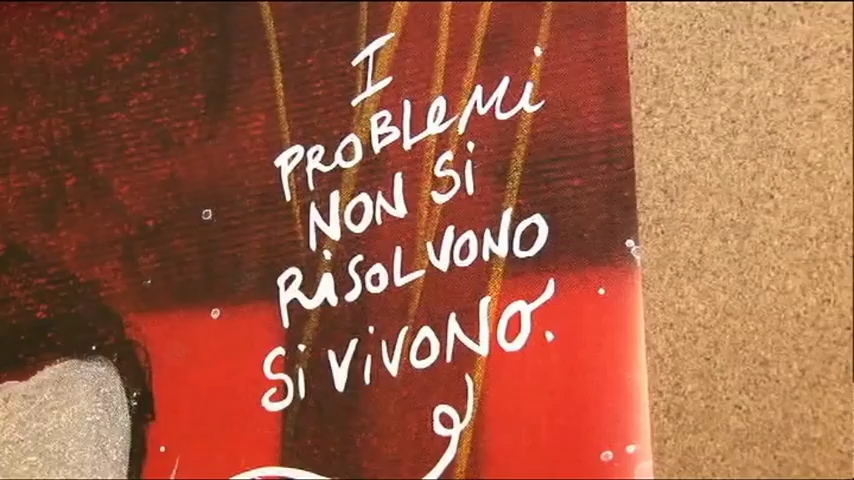 I
PROBLeMi
NON Si
RiSOLVONO
Si ViVONO.